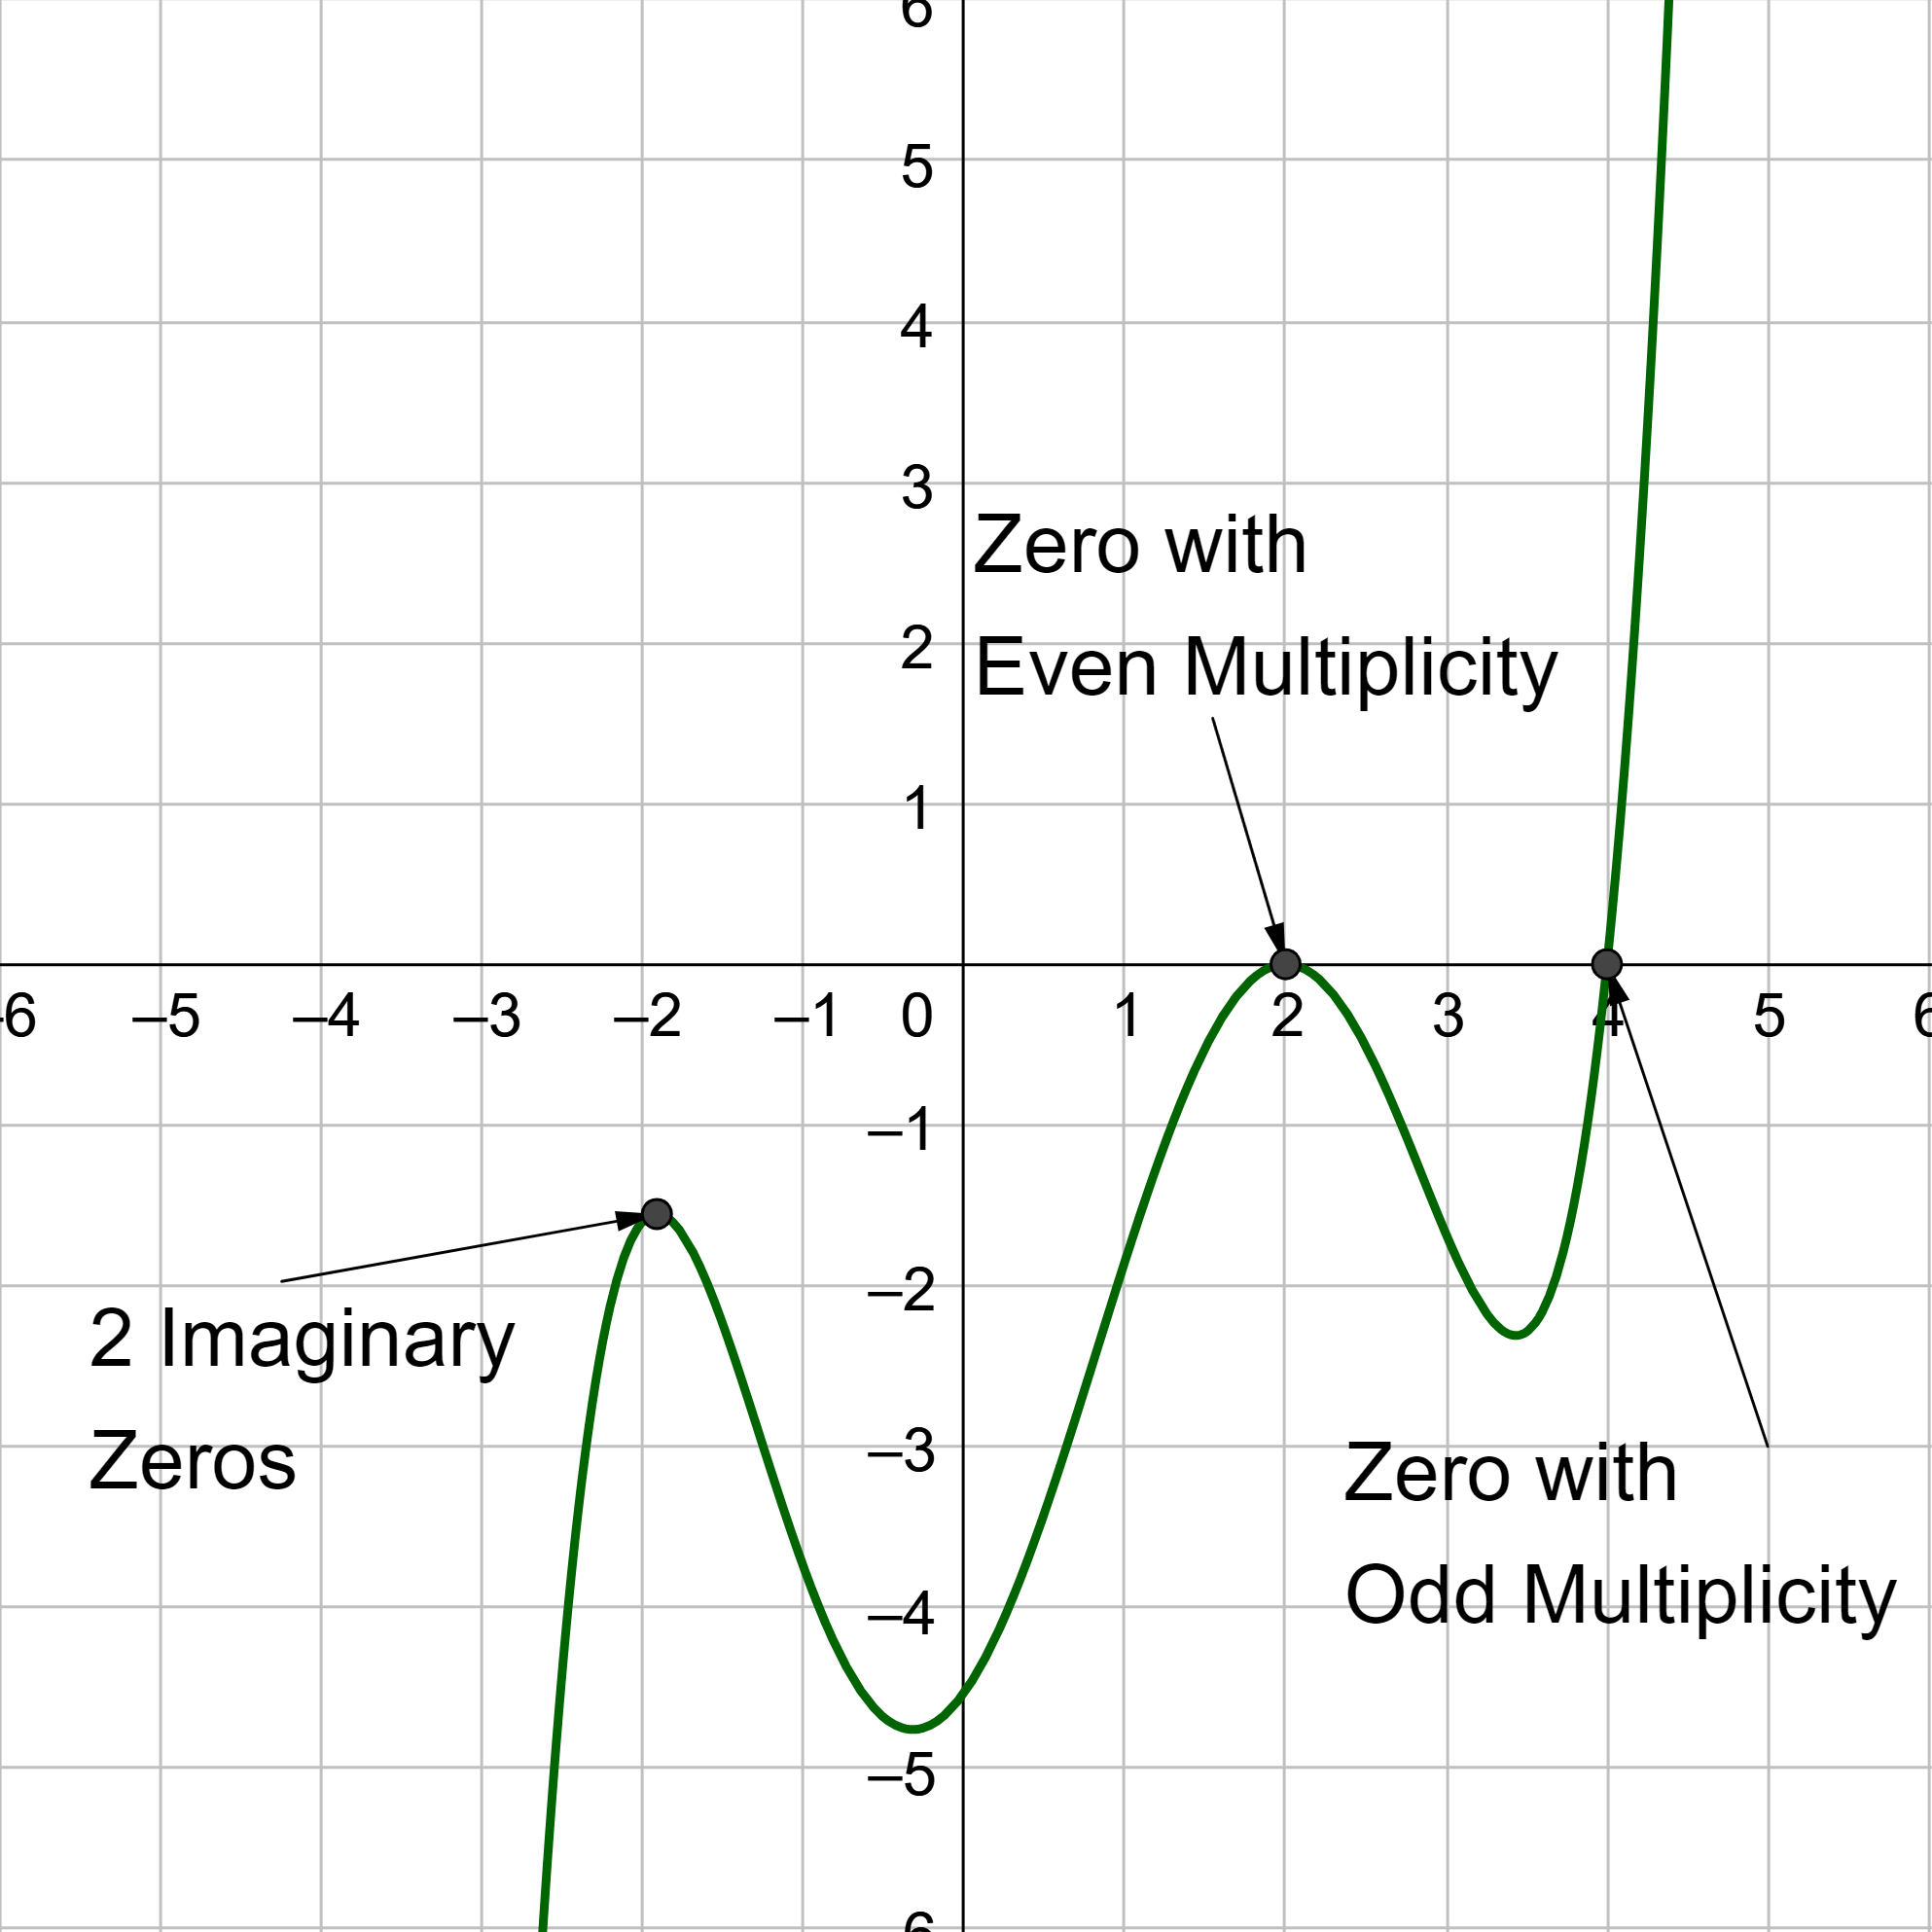 6
5
4
3
Zero with
2
Even Multiplicity
1
–6 –5 –4 –3 –2 –1 0 1 2 3 4 5 6
–1
–2
2 Imaginary
Zeros
–3
Zero with
Odd Multiplicity
–4
–5
–6